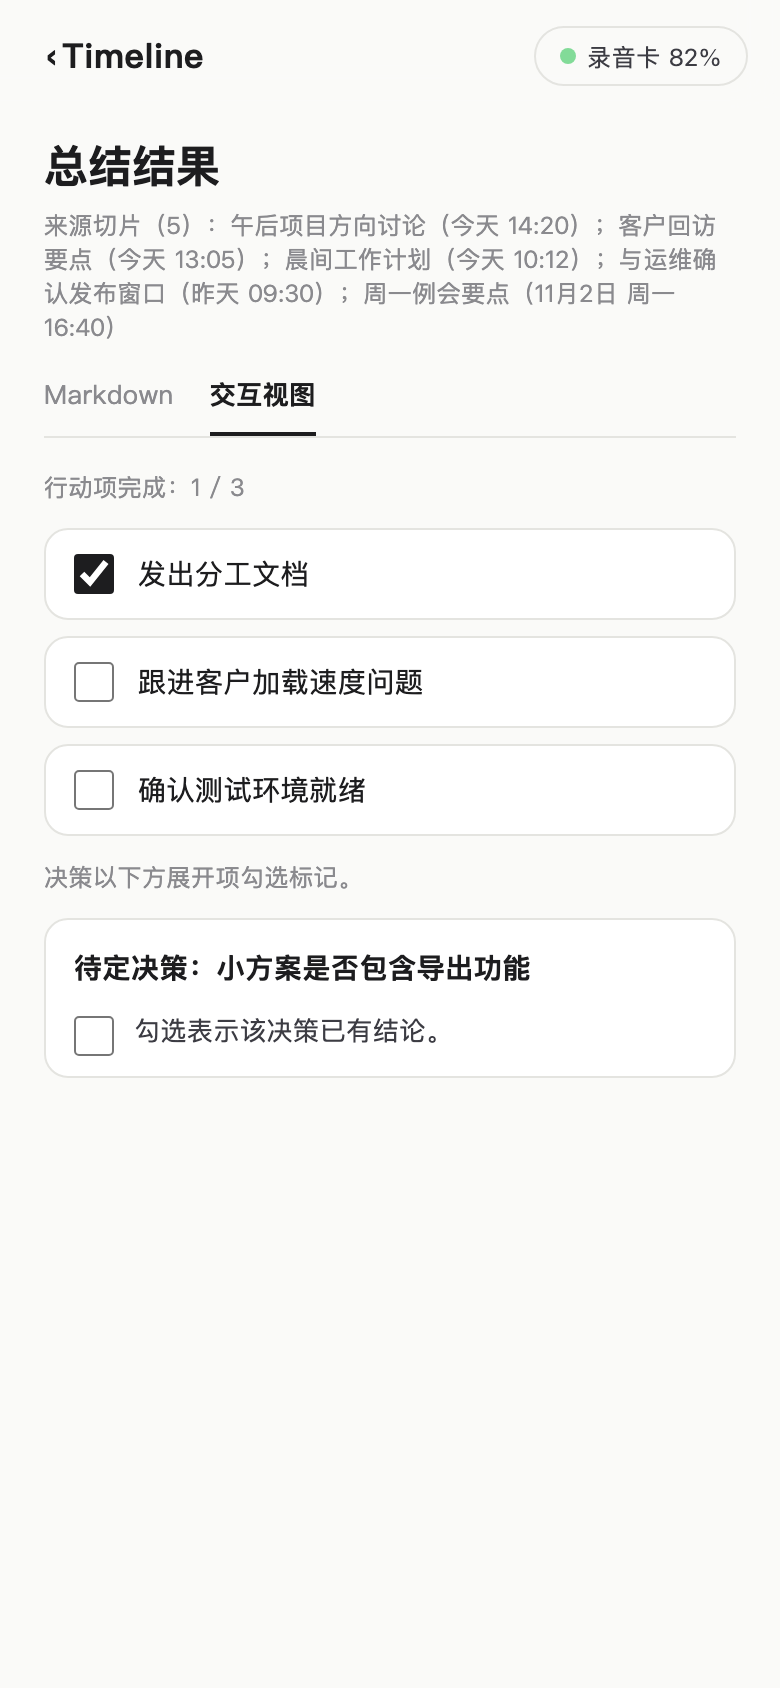 ‹ Timeline
录音卡 82%
总结结果
来源切片（5）：午后项目方向讨论（今天 14:20）；客户回访
要点（今天 13:05）；晨间工作计划（今天 10:12）；与运维确
认发布窗口（昨天 09:30）；周一例会要点（11月2日 周一
16:40）
Markdown 交互视图
行动项完成：1 / 3
发出分工文档
跟进客户加载速度问题
确认测试环境就绪
决策以下方展开项勾选标记。
待定决策：小方案是否包含导出功能
勾选表示该决策已有结论。